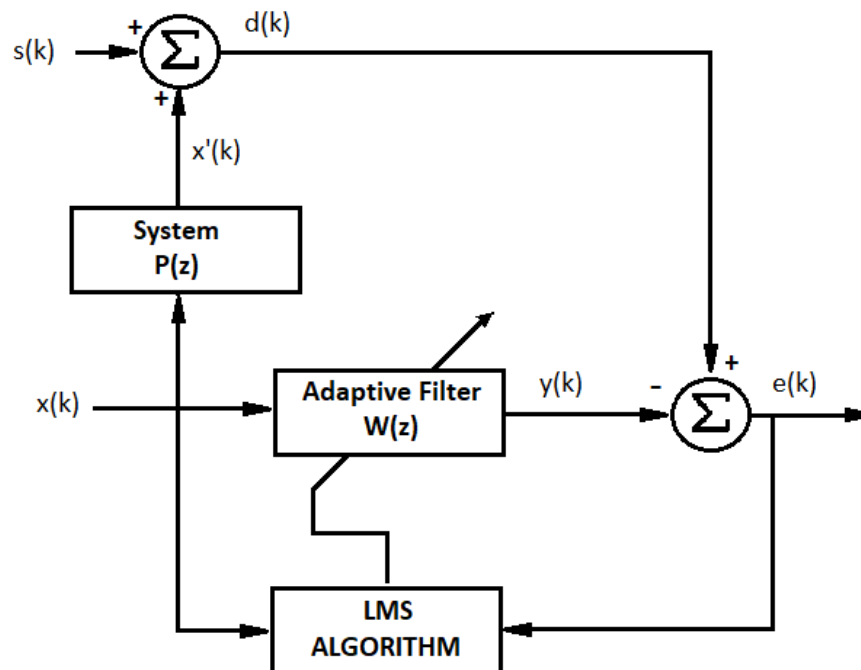 +
d(k)
s(k)
Σ
+
x'(k)
System
P(z)
+
Adaptive Filter
W(z)
y(k)
-
e(k)
x(k)
Σ
LMS
ALGORITHM